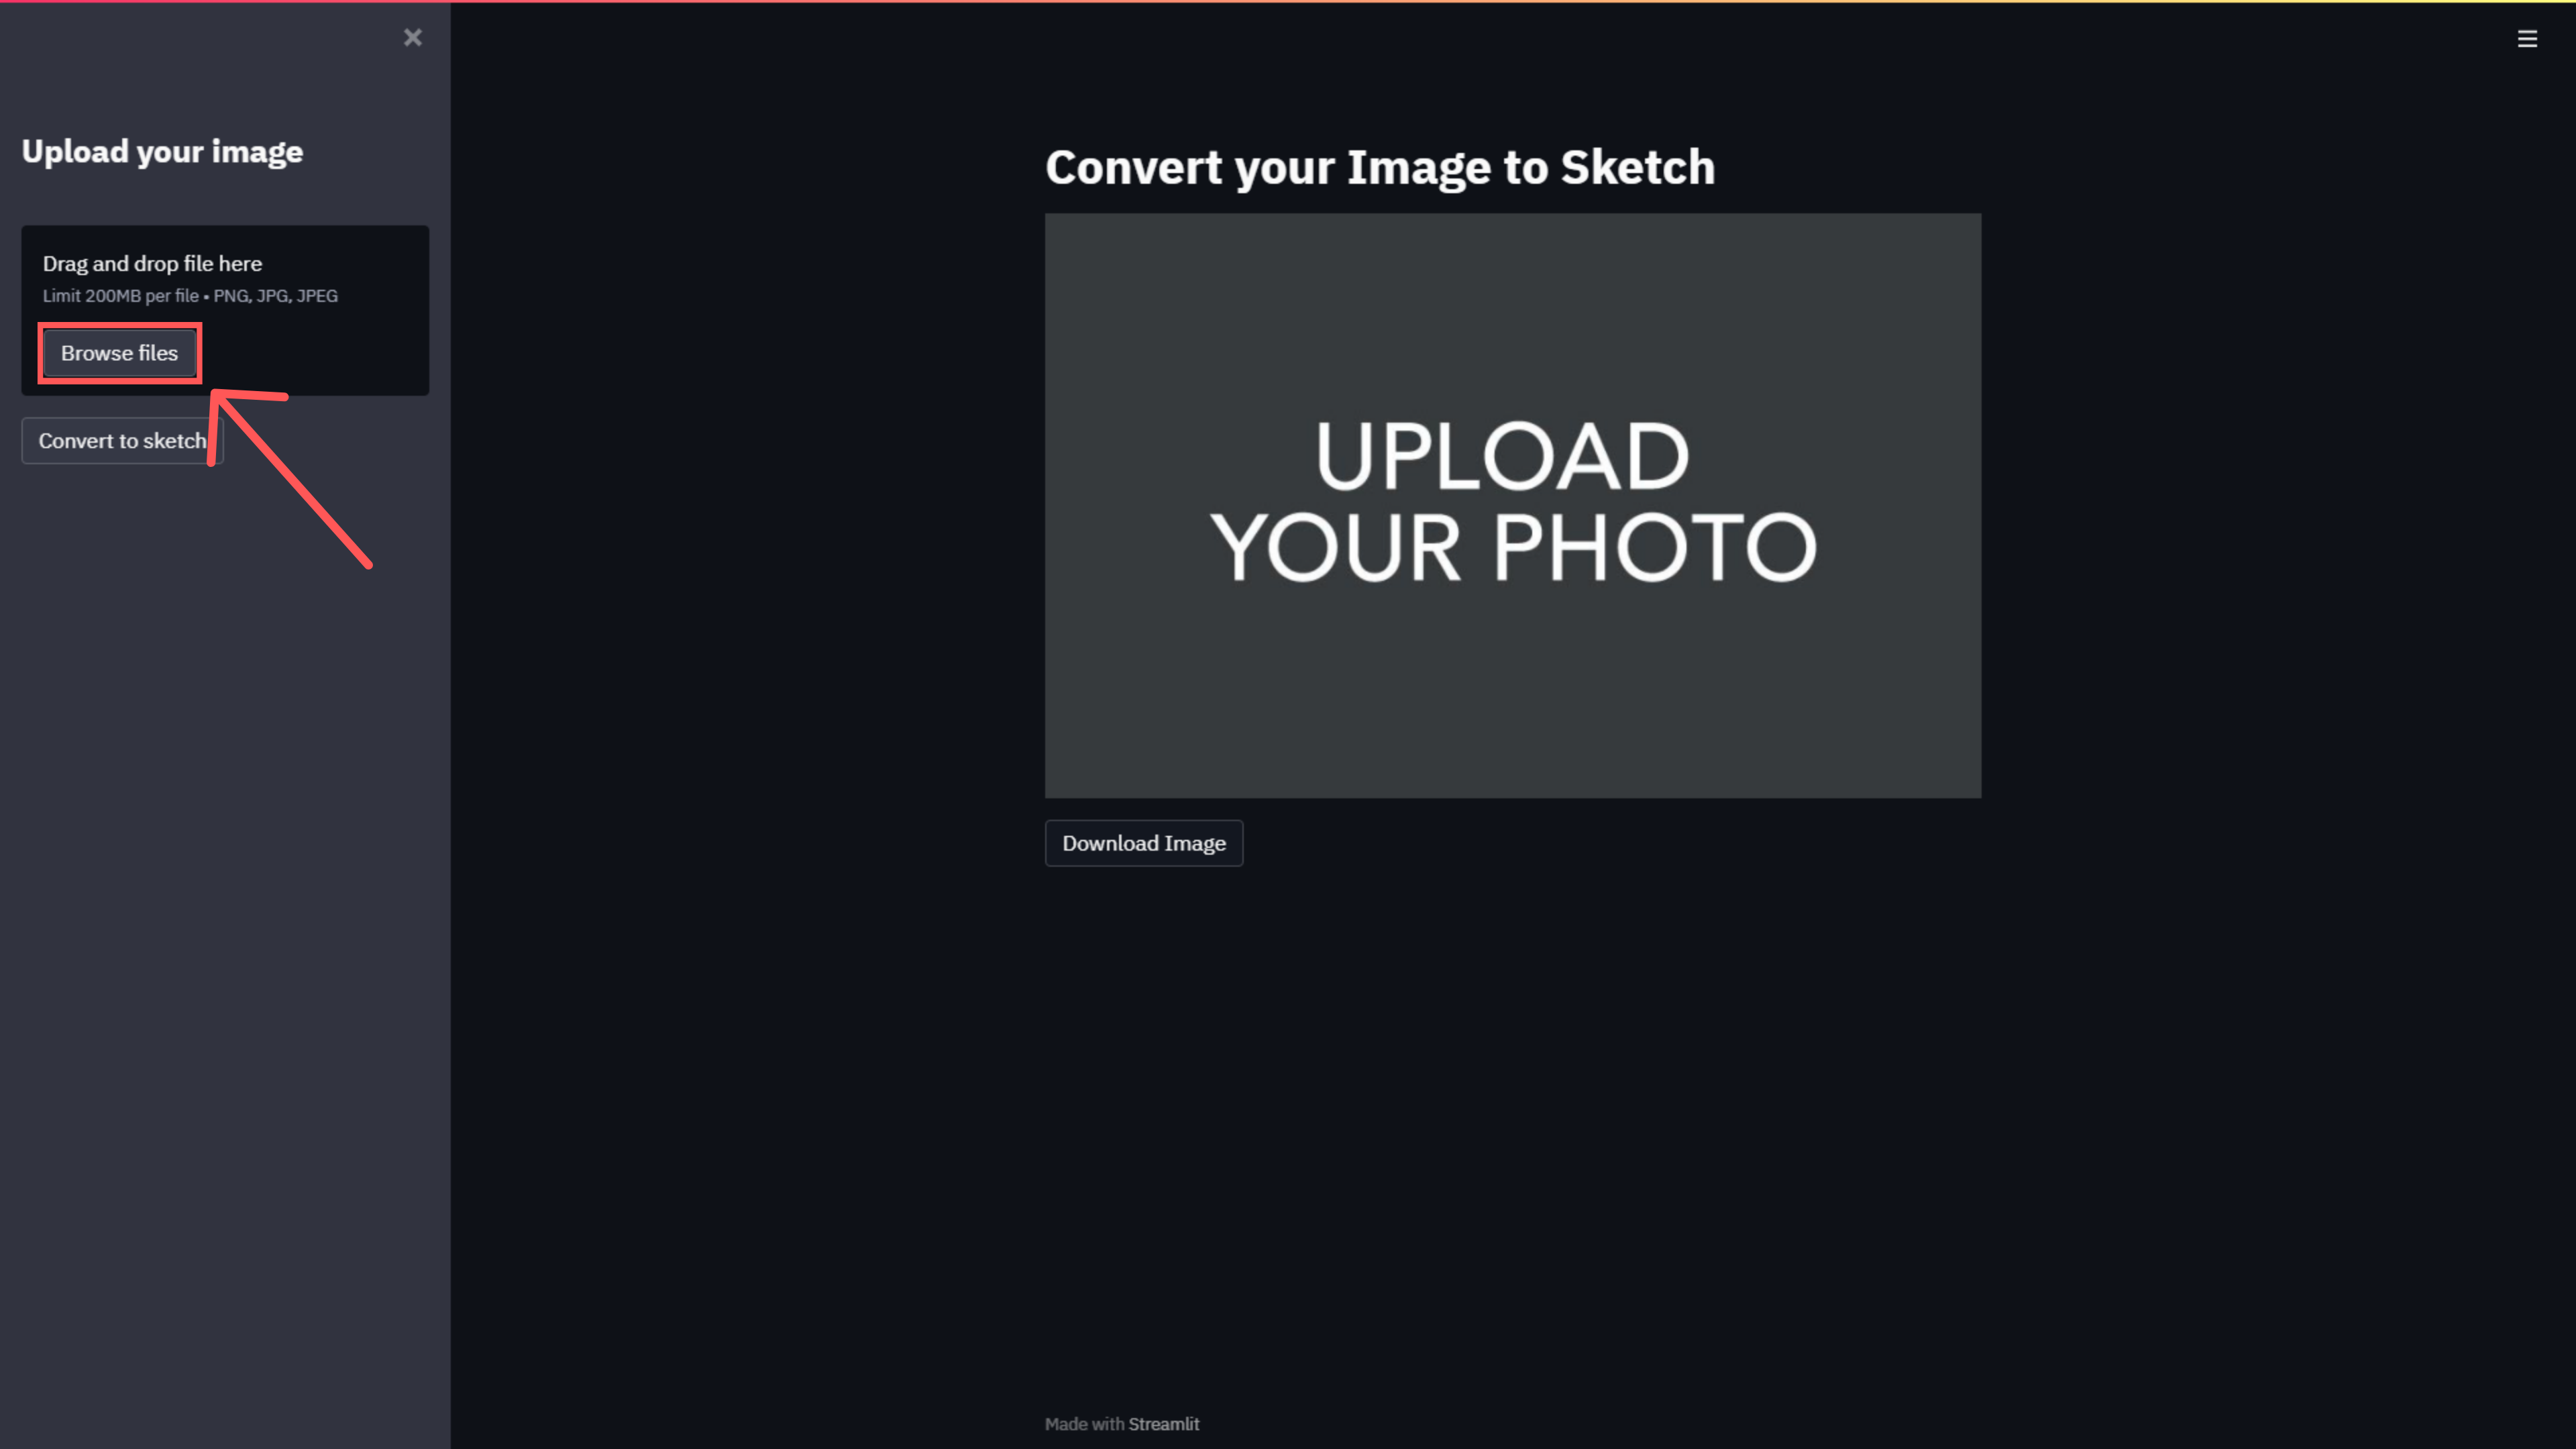 Upload your image
Drag and drop file here
Limit 200MB per file • PNG, JPG, JPEG
Browse files
Convert to sketch
Convert your Image to Sketch
UPLOAD
YOUR PHOTO
Download Image
Made with Streamlit